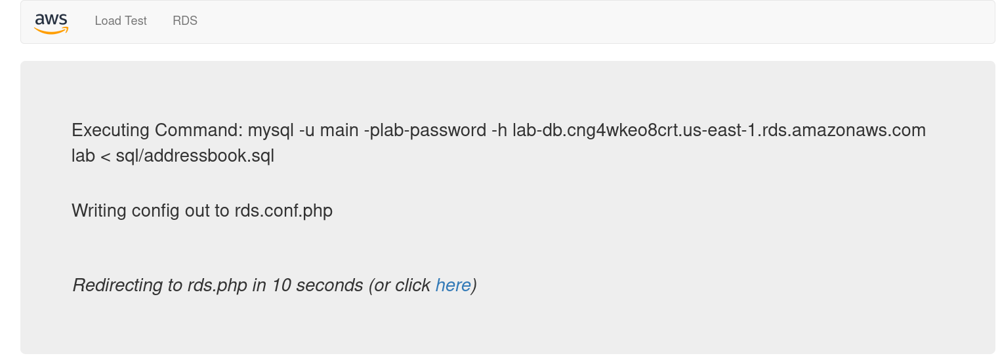 aws Load Test RDS
Executing Command: mysql -u main -plab-password -h lab-db.cng4wkeo8crt.us-east-1.rds.amazonaws.com
lab < sql/addressbook.sql
Writing config out to rds.conf.php
Redirecting to rds.php in 10 seconds (or click here)